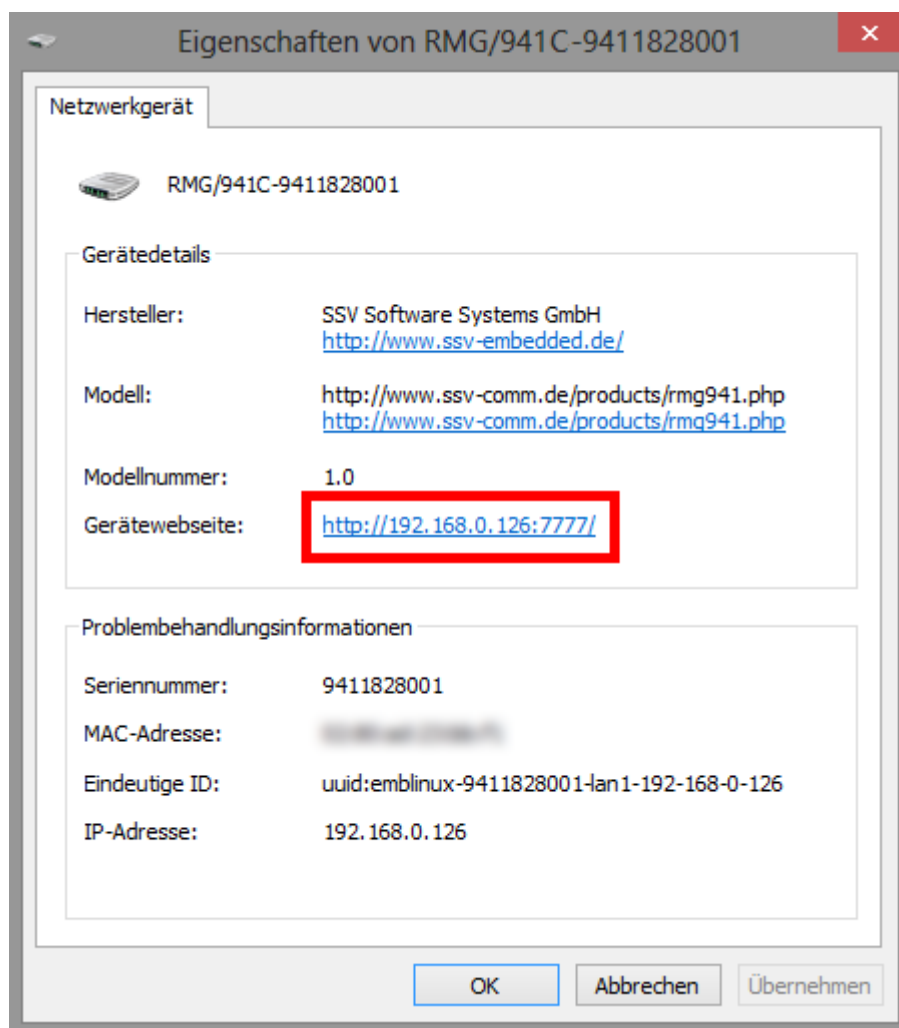 Eigenschaften von RMG/941C-9411828001
Netzwerkgerät
RMG/941C-9411828001
Gerätedetails
Hersteller: SSV Software Systems GmbH
http://www.ssv-embedded.de/
Modell: http://www.ssv-comm.de/products/rmg941.php
http://www.ssv-comm.de/products/rmg941.php
Modellnummer: 1.0
Gerätewebseite: http://192.168.0.126:7777/
Problembehandlungsinformationen
Seriennummer: 9411828001
MAC-Adresse:
Eindeutige ID: uuid:emblinux-9411828001-lan1-192-168-0-126
IP-Adresse: 192.168.0.126
OK Abbrechen Übernehmen